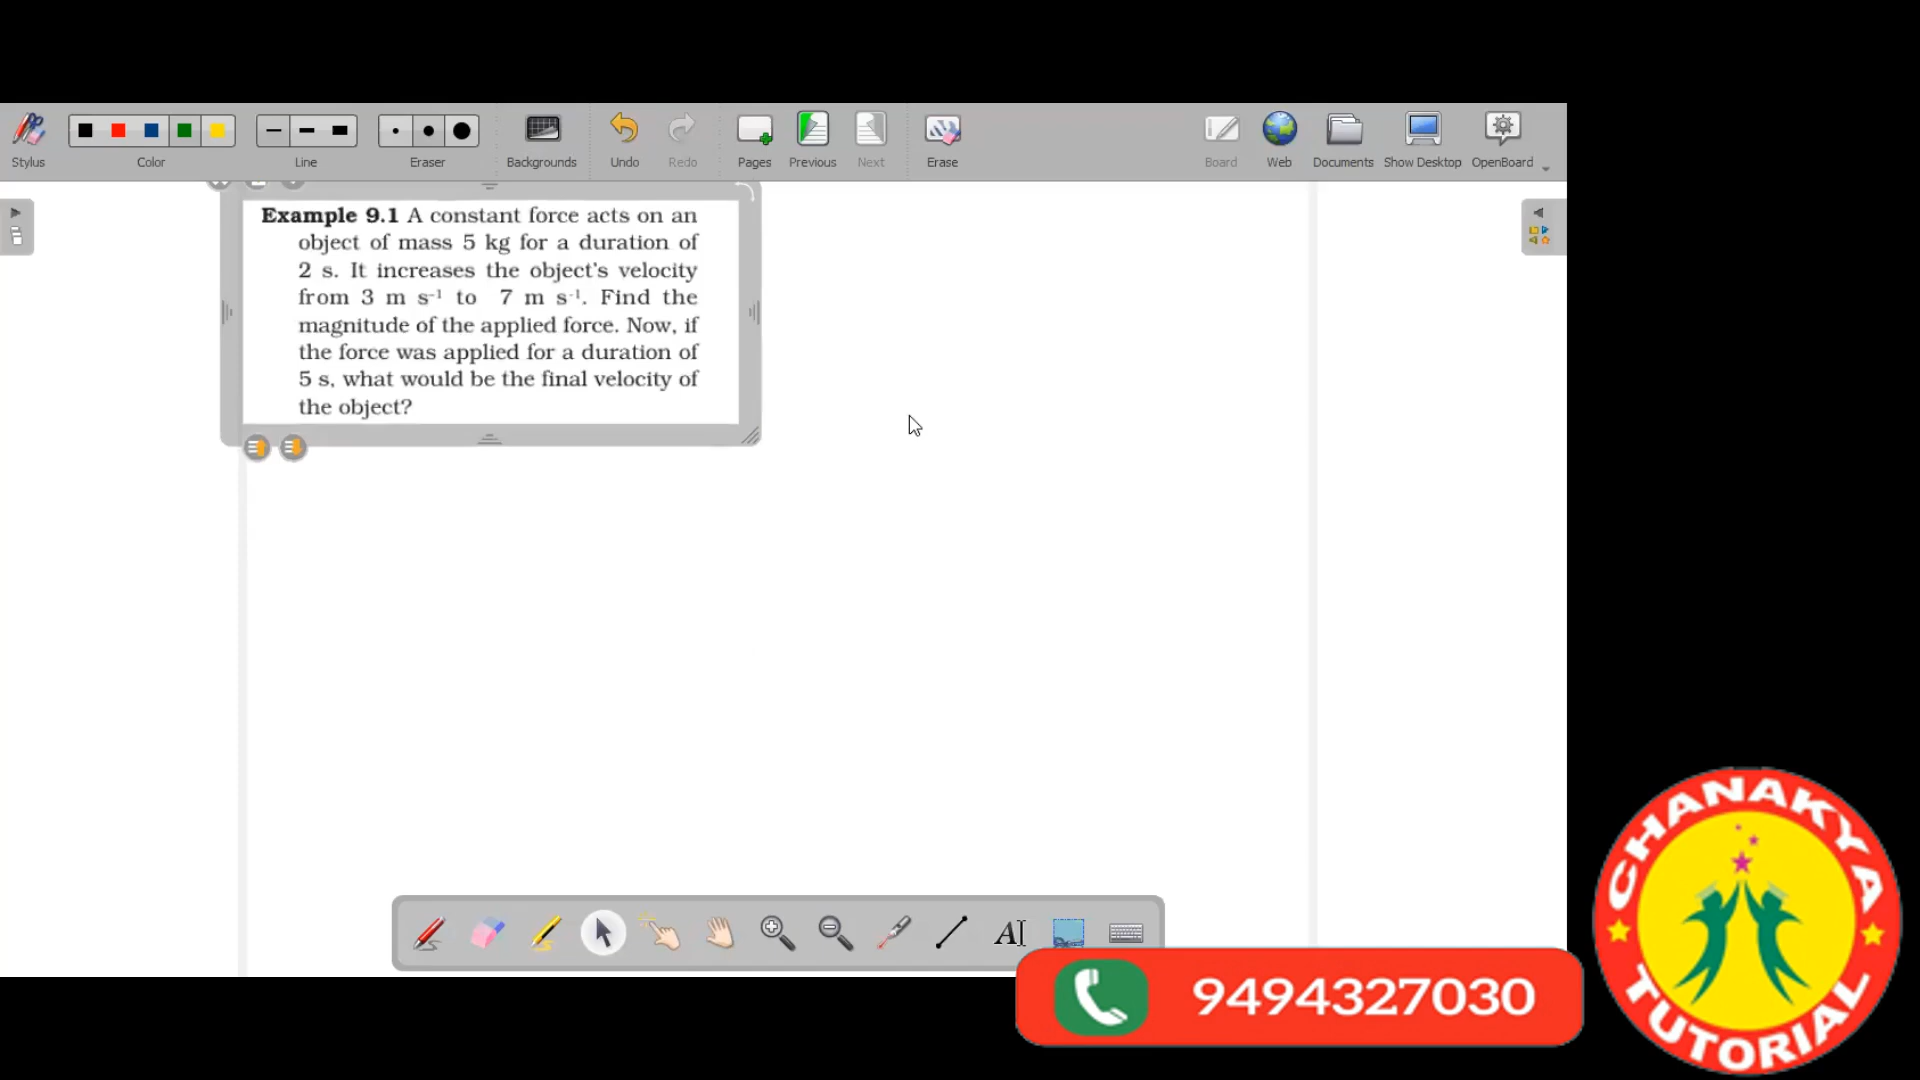 Stylus
Color
Line
Eraser
Backgrounds
Undo
Redo
Pages
Previous
Next
Erase
Board
Web
Documents
Show Desktop
OpenBoard
Example 9.1 A constant force acts on an
object of mass 5 kg for a duration of
2 s. It increases the object's velocity
from 3 m s⁻¹ to 7 m s⁻¹. Find the
magnitude of the applied force. Now, if
the force was applied for a duration of
5 s, what would be the final velocity of
the object?
AI
9494327030
CHANAKYA
TUTORIAL